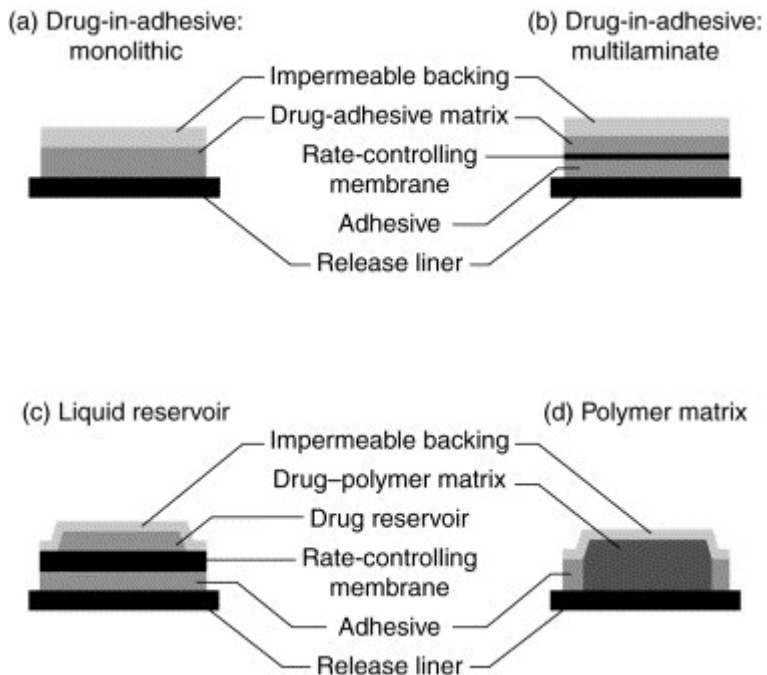 (a) Drug-in-adhesive:
monolithic
(b) Drug-in-adhesive:
multilaminate
Impermeable backing
Drug-adhesive matrix
Rate-controlling
membrane
Adhesive
Release liner
(c) Liquid reservoir
(d) Polymer matrix
Impermeable backing
Drug–polymer matrix
Drug reservoir
Rate-controlling
membrane
Adhesive
Release liner